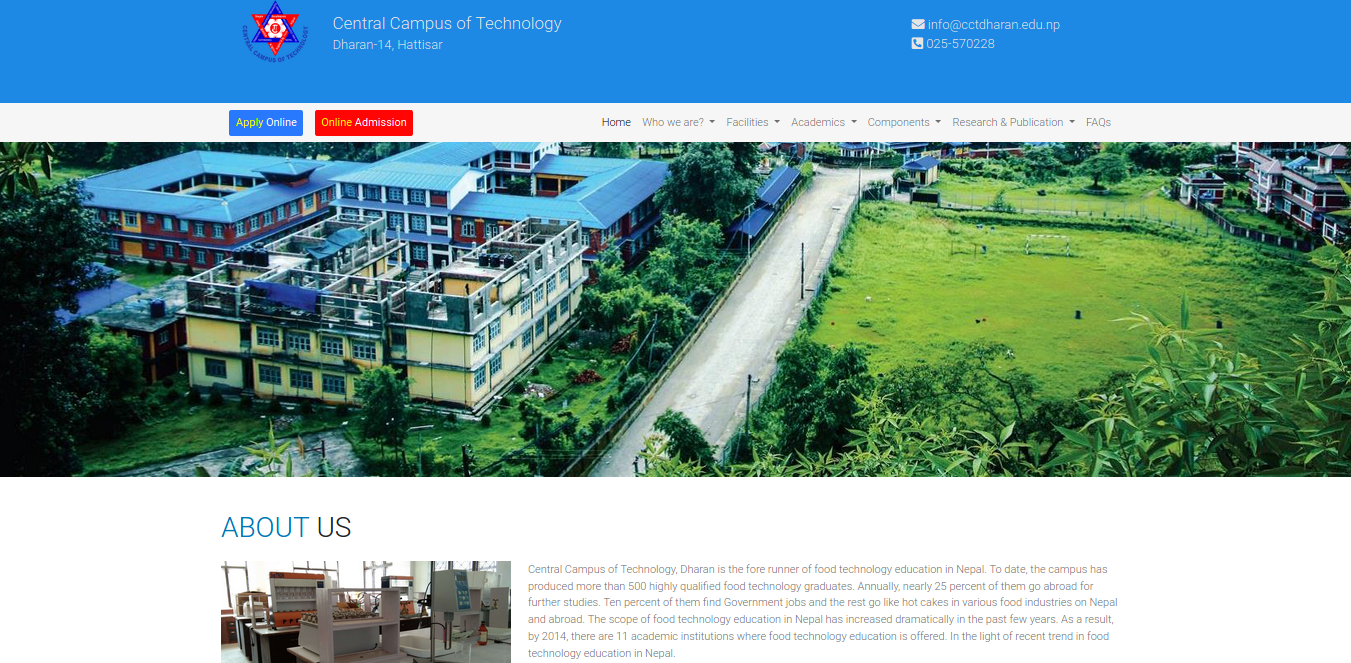 CENTRAL CAMPUS OF TECHNOLOGY
Central Campus of Technology
Dharan-14, Hattisar
info@cctdharan.edu.np
025-570228
Apply Online
Online Admission
Home Who we are? Facilities Academics Components Research & Publication FAQs
ABOUT US
Central Campus of Technology, Dharan is the fore runner of food technology education in Nepal. To date, the campus has
produced more than 500 highly qualified food technology graduates. Annually, nearly 25 percent of them go abroad for
further studies. Ten percent of them find Government jobs and the rest go like hot cakes in various food industries on Nepal
and abroad. The scope of food technology education in Nepal has increased dramatically in the past few years. As a result,
by 2014, there are 11 academic institutions where food technology education is offered. In the light of recent trend in food
technology education in Nepal.